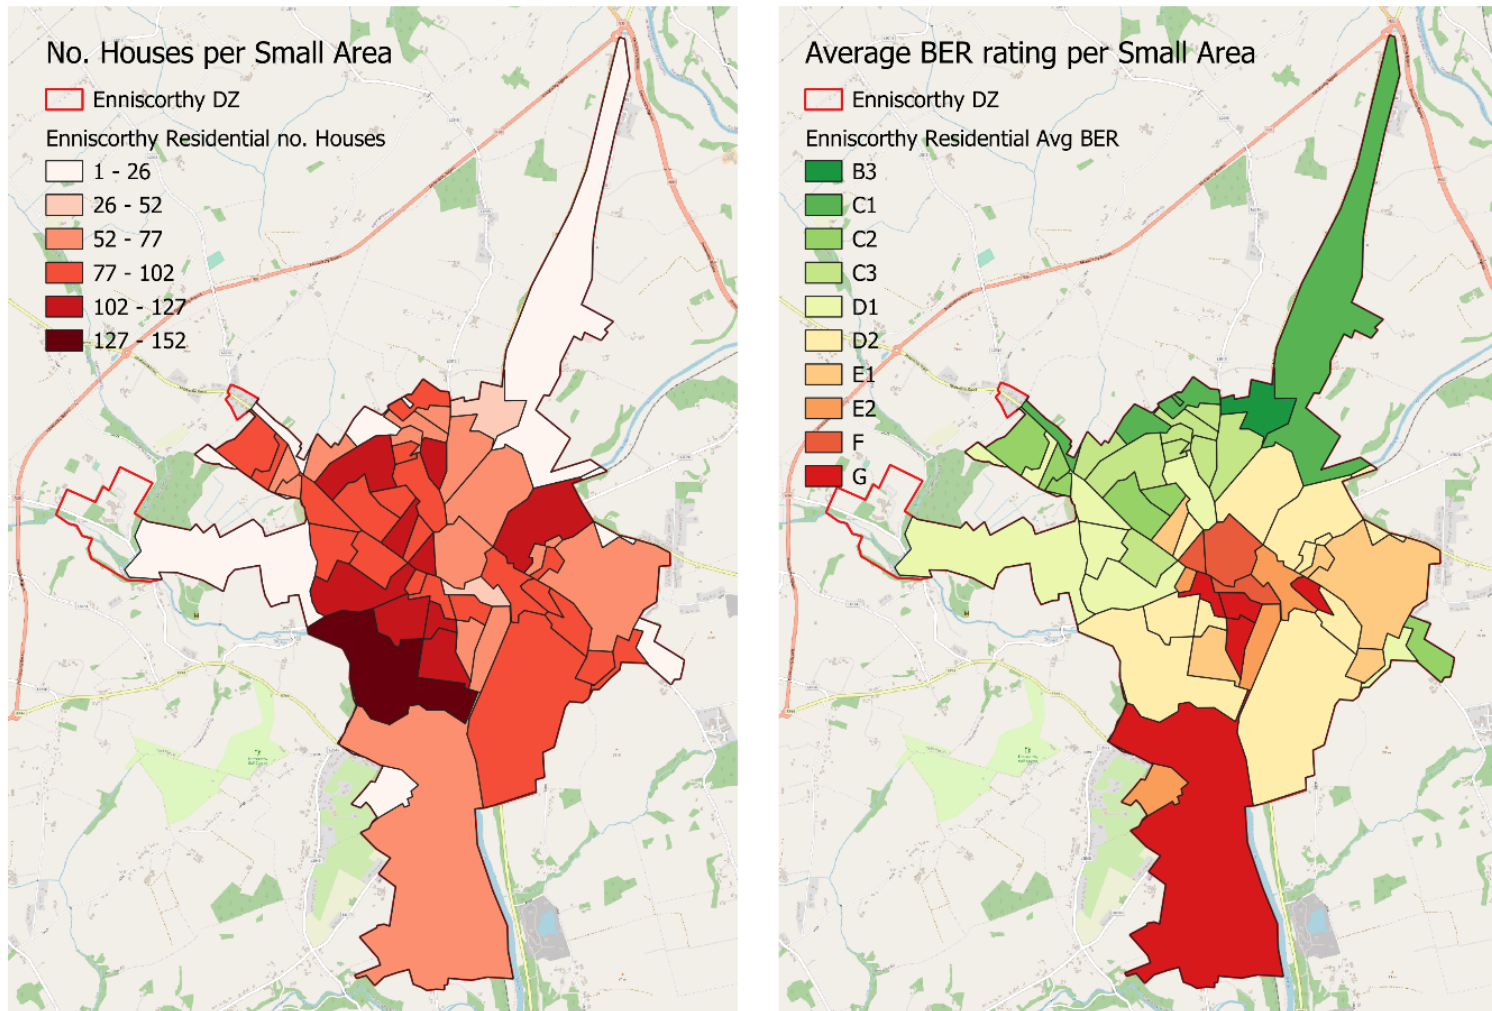 No. Houses per Small Area
Enniscorthy DZ
Enniscorthy Residential no. Houses
1 - 26
26 - 52
52 - 77
77 - 102
102 - 127
127 - 152
Average BER rating per Small Area
Enniscorthy DZ
Enniscorthy Residential Avg BER
B3
C1
C2
C3
D1
D2
E1
E2
F
G